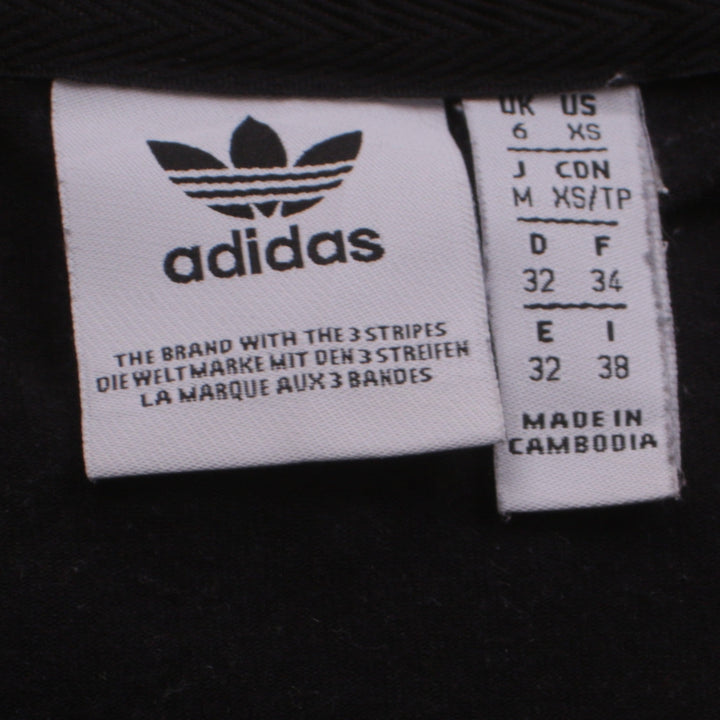 adidas
THE BRAND WITH THE 3 STRIPES
DIE WELTMARKE MIT DEN 3 STREIFEN
LA MARQUE AUX 3 BANDES
UK US
6 XS
J CDN
M XS/TP
D F
32 34
E I
32 38
MADE IN
CAMBODIA